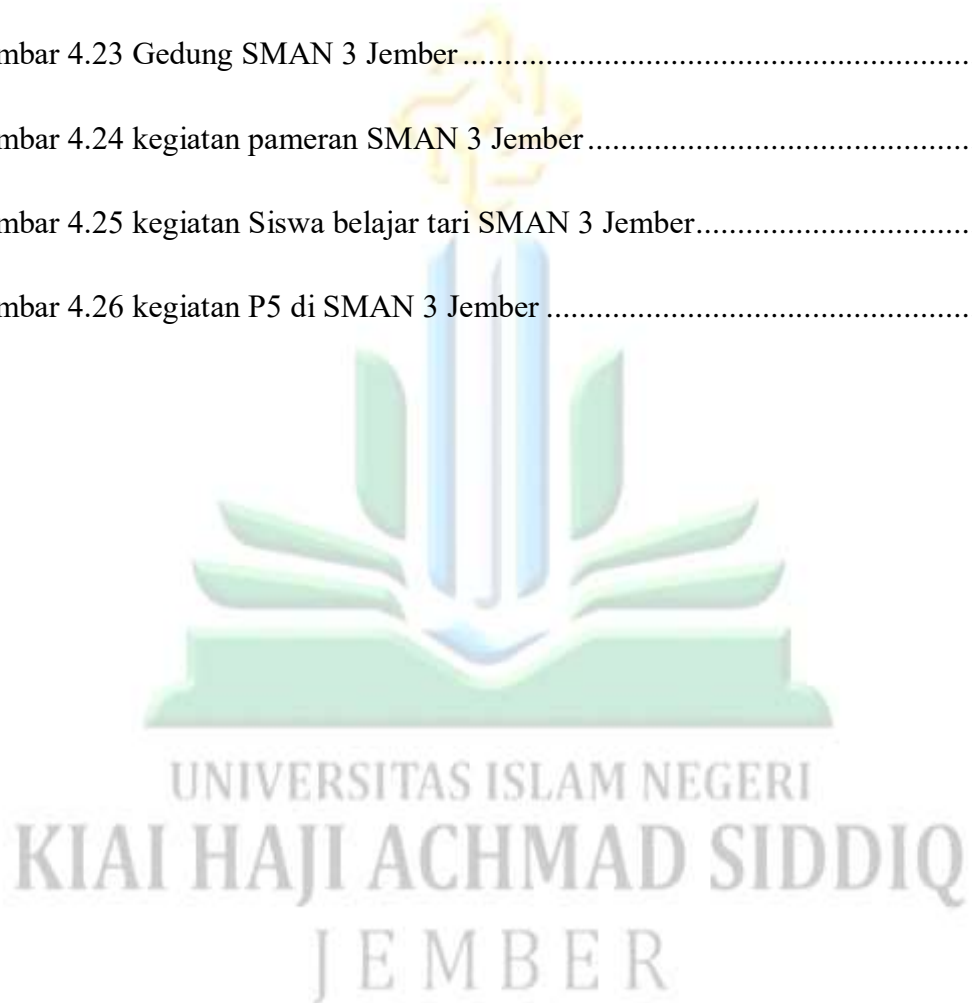 mbar 4.23 Gedung SMAN 3 Jember.............................................................
mbar 4.24 kegiatan pameran SMAN 3 Jember..............................................
mbar 4.25 kegiatan Siswa belajar tari SMAN 3 Jember.................................
mbar 4.26 kegiatan P5 di SMAN 3 Jember ...................................................
UNIVERSITAS ISLAM NEGERI
KIAI HAJI ACHMAD SIDDIQ
JEMBER